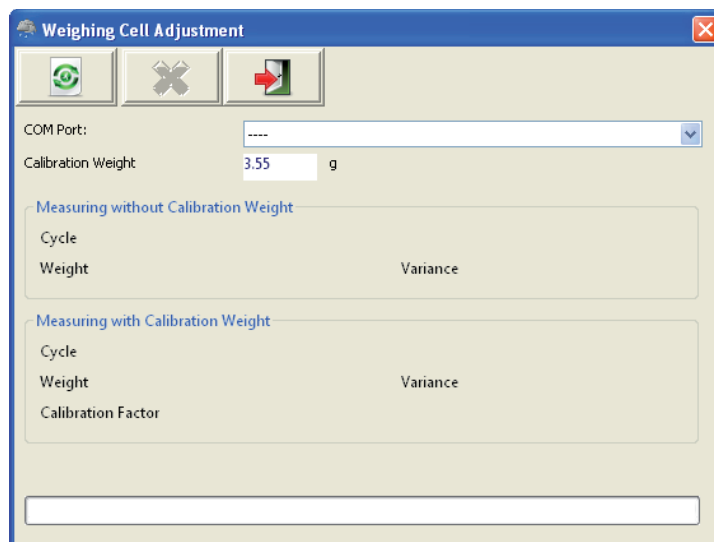 Weighing Cell Adjustment
COM Port: ----
Calibration Weight 3.55 g
Measuring without Calibration Weight
Cycle
Weight Variance
Measuring with Calibration Weight
Cycle
Weight Variance
Calibration Factor